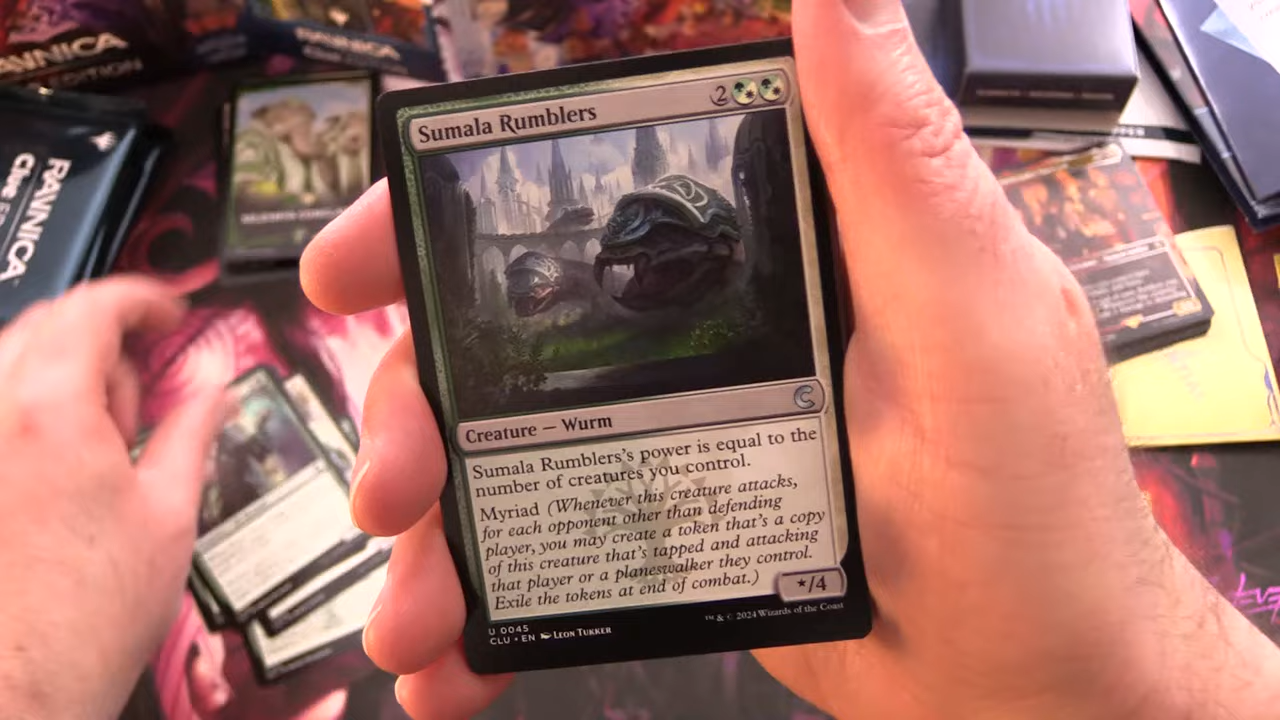 RAVNICA
EDITION
RAVNICA
RAVNICA
Sumala Rumblers
2
Creature — Wurm
Sumala Rumblers's power is equal to the
number of creatures you control.
Myriad (Whenever this creature attacks,
for each opponent other than defending
player, you may create a token that's a copy
of this creature that's tapped and attacking
that player or a planeswalker they control.
Exile the tokens at end of combat.)
*/4
U 0045
CLU • EN LEON TUKKER
™ & © 2024 Wizards of the Coast